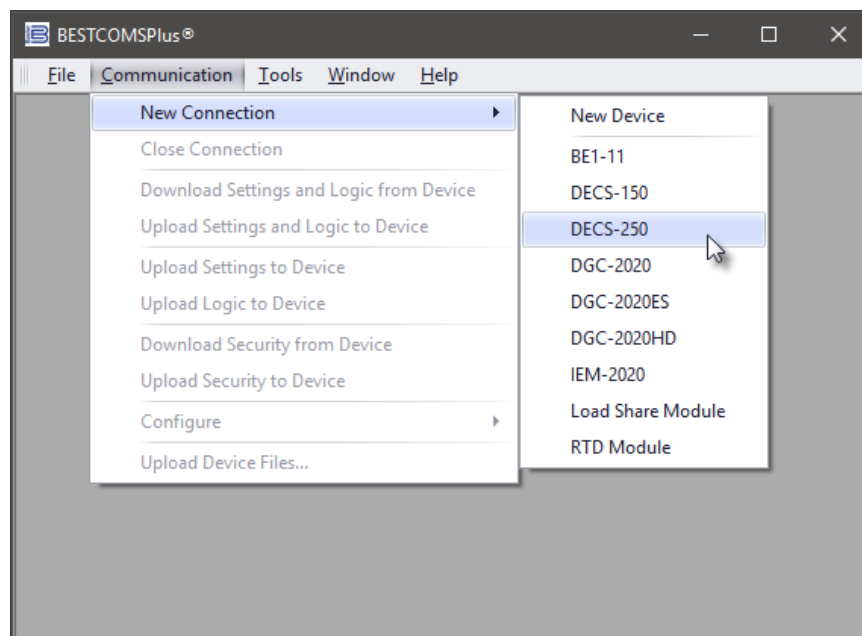 BESTCOMSPlus®
File Communication Tools Window Help
New Connection
Close Connection
Download Settings and Logic from Device
Upload Settings and Logic to Device
Upload Settings to Device
Upload Logic to Device
Download Security from Device
Upload Security to Device
Configure
Upload Device Files...
New Device
BE1-11
DECS-150
DECS-250
DGC-2020
DGC-2020ES
DGC-2020HD
IEM-2020
Load Share Module
RTD Module